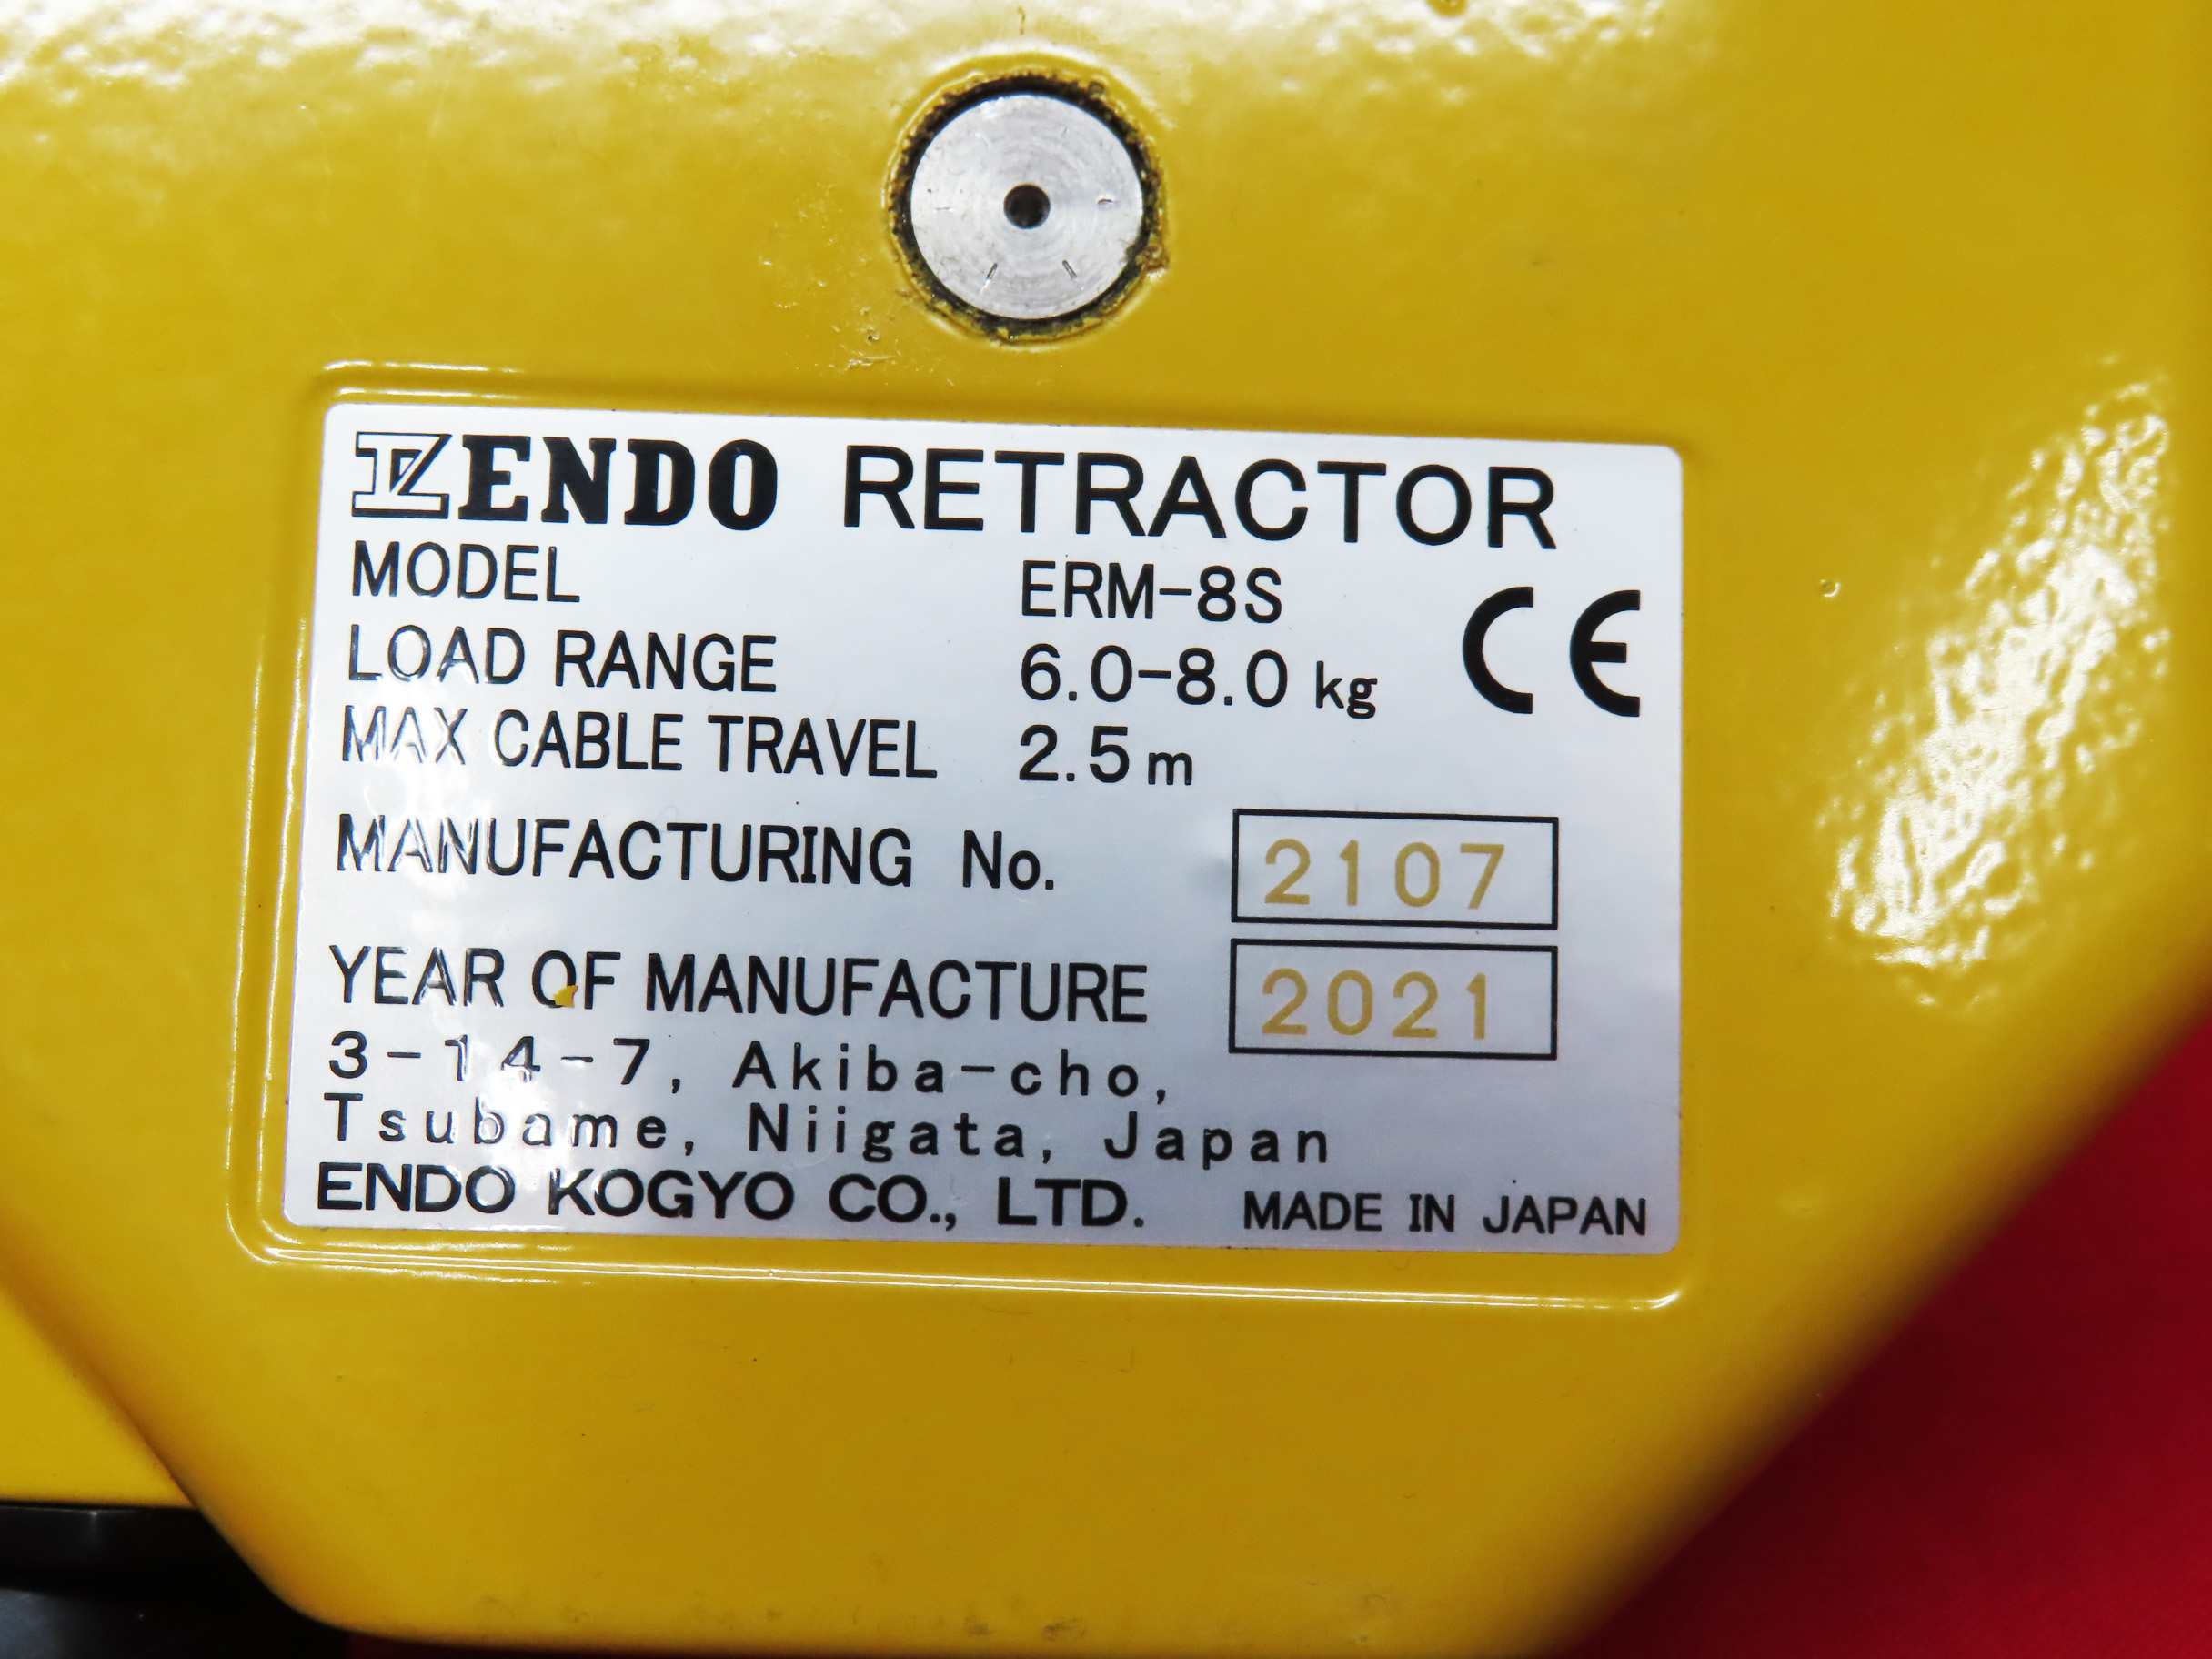 ENDO RETRACTOR
MODEL ERM-8S
CE
LOAD RANGE 6.0-8.0 kg
MAX CABLE TRAVEL 2.5m
MANUFACTURING No. 2107
YEAR OF MANUFACTURE 2021
3-14-7, Akiba-cho,
Tsubame, Niigata, Japan
ENDO KOGYO CO., LTD. MADE IN JAPAN